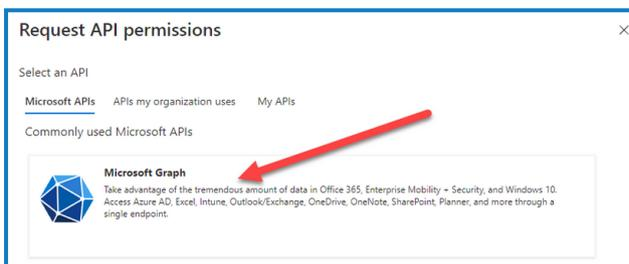 Request API permissions
Select an API
Microsoft APIs APIs my organization uses My APIs
Commonly used Microsoft APIs
Microsoft Graph
Take advantage of the tremendous amount of data in Office 365, Enterprise Mobility + Security, and Windows 10.
Access Azure AD, Excel, Intune, Outlook/Exchange, OneDrive, OneNote, SharePoint, Planner, and more through a
single endpoint.